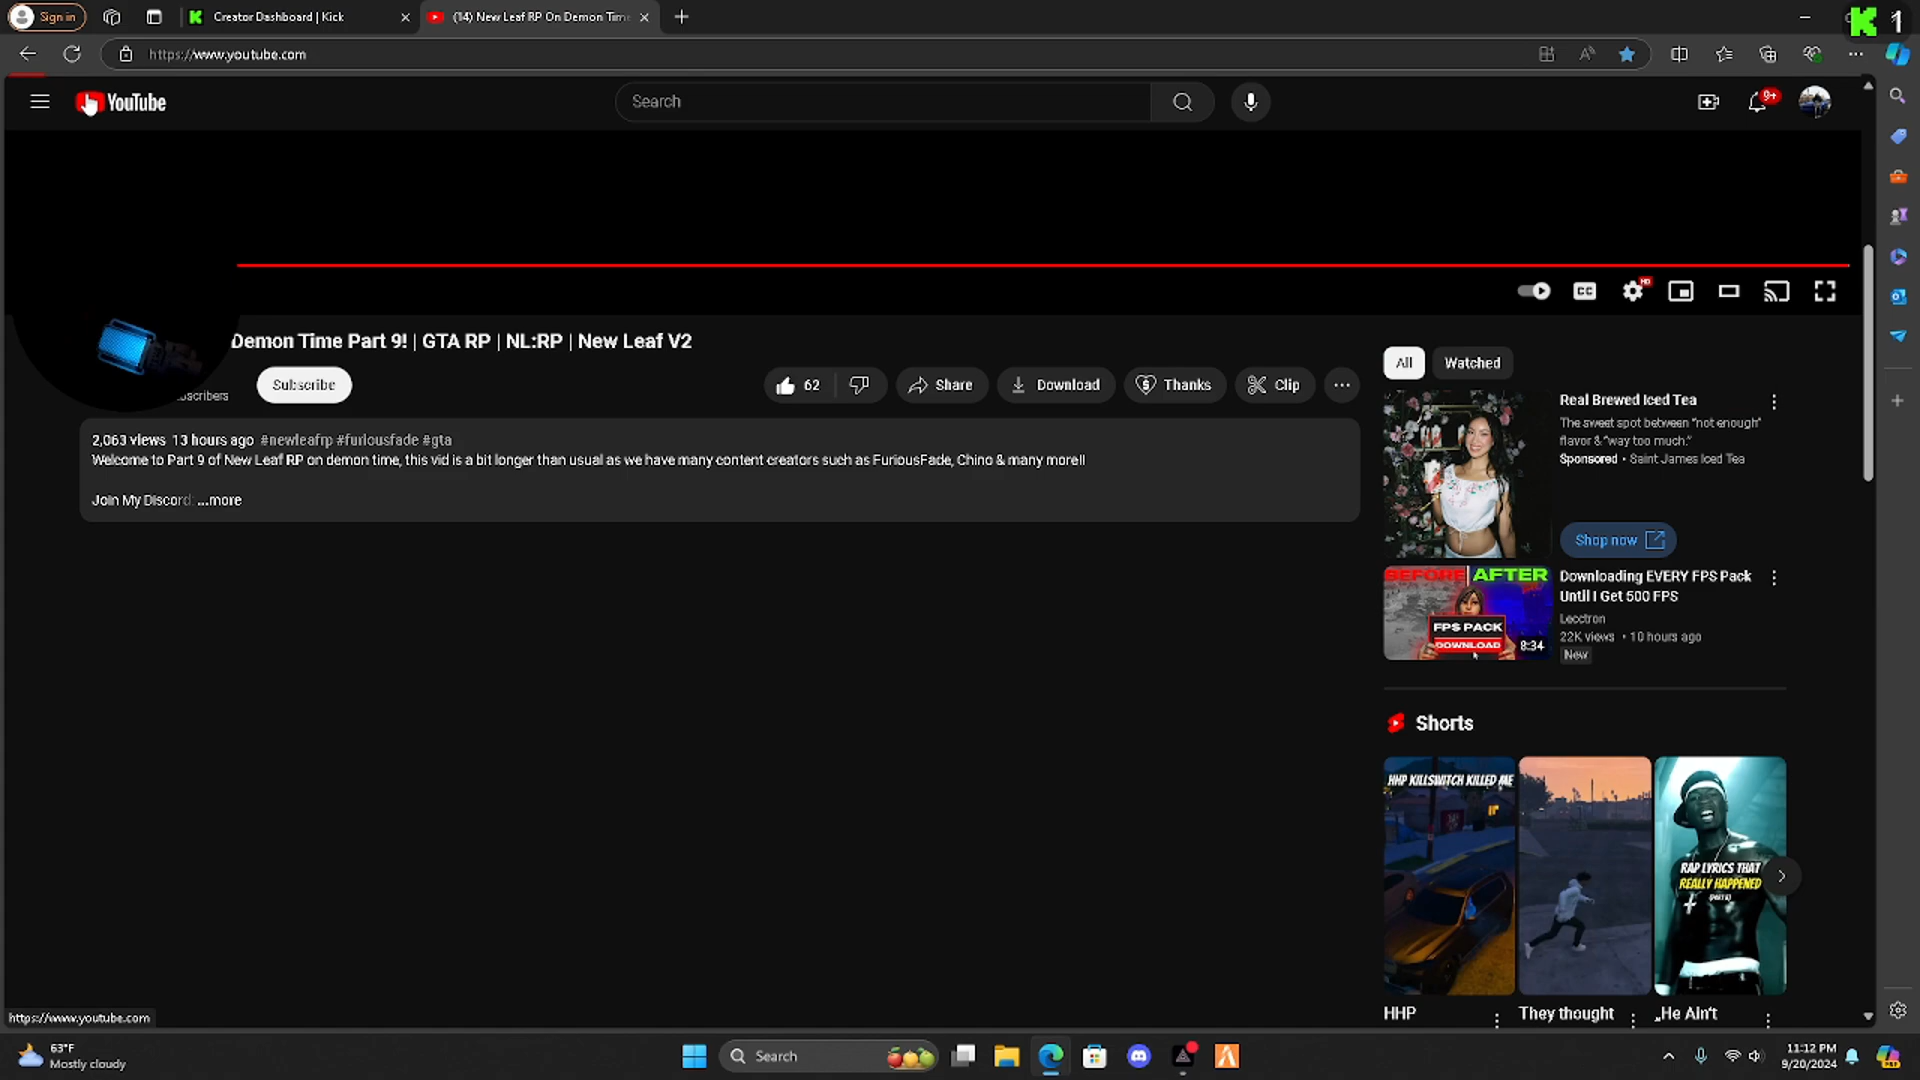 Sign in
Creator Dashboard | Kick
(14) New Leaf RP On Demon Time
K 1
https://www.youtube.com
YouTube
Search
9+
CC
HD
Demon Time Part 9! | GTA RP | NL:RP | New Leaf V2
Subscribe
62
Share
Download
Thanks
Clip
2,063 views 13 hours ago #newleafrp #furiousfade #gta
Welcome to Part 9 of New Leaf RP on demon time, this vid is a bit longer than usual as we have many content creators such as FuriousFade, Chino & many more!!
Join My Discord: ...more
All
Watched
Real Brewed Iced Tea
The sweet spot between "not enough"
flavor & "way too much."
Sponsored • Saint James Iced Tea
Shop now
BEFORE AFTER
FPS PACK
DOWNLOAD
8:34
Downloading EVERY FPS Pack
Until I Get 500 FPS
Lecctron
22K views • 10 hours ago
New
Shorts
HHP KILLSWITCH KILLED ME
RAP LYRICS THAT
REALLY HAPPENED
HHP
They thought
„He Ain't
https://www.youtube.com
63°F
Mostly cloudy
Search
11:12 PM
9/20/2024